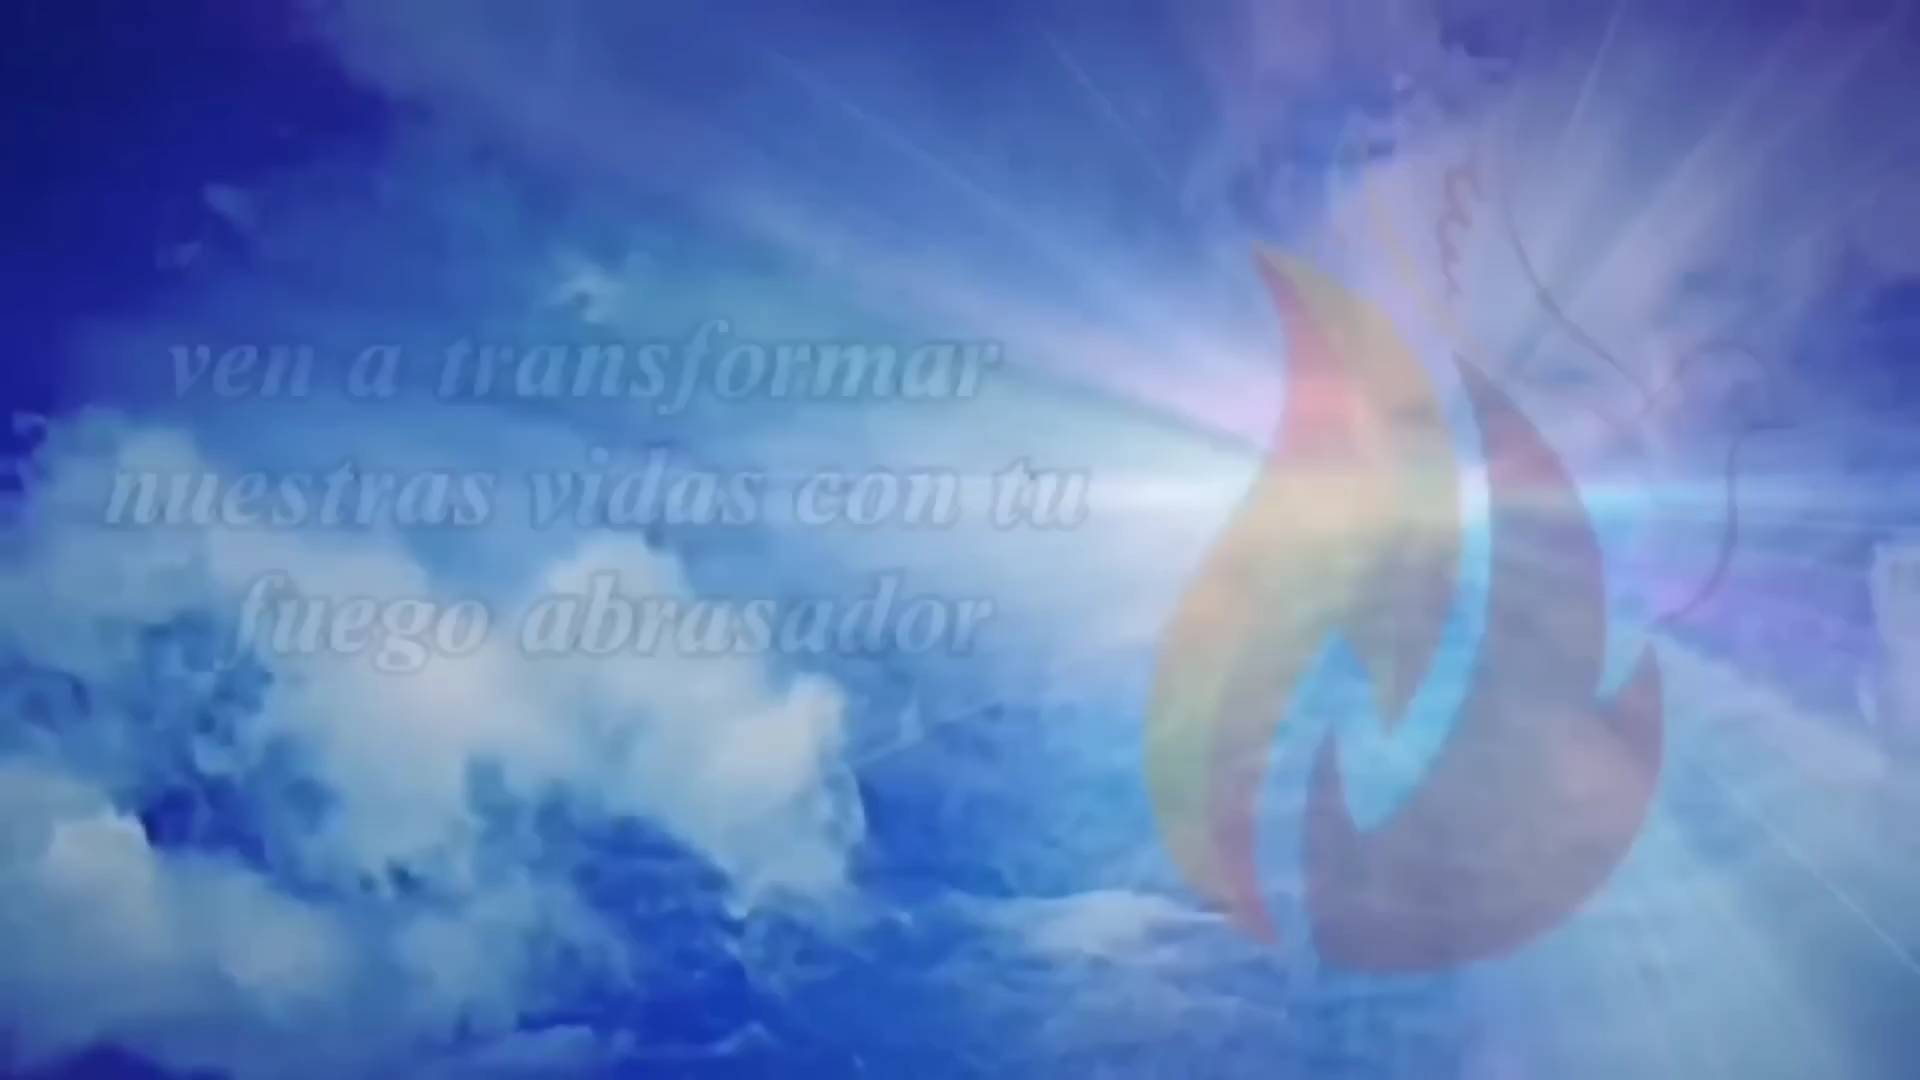 ven a transformar
nuestras vidas con tu
fuego abrasador